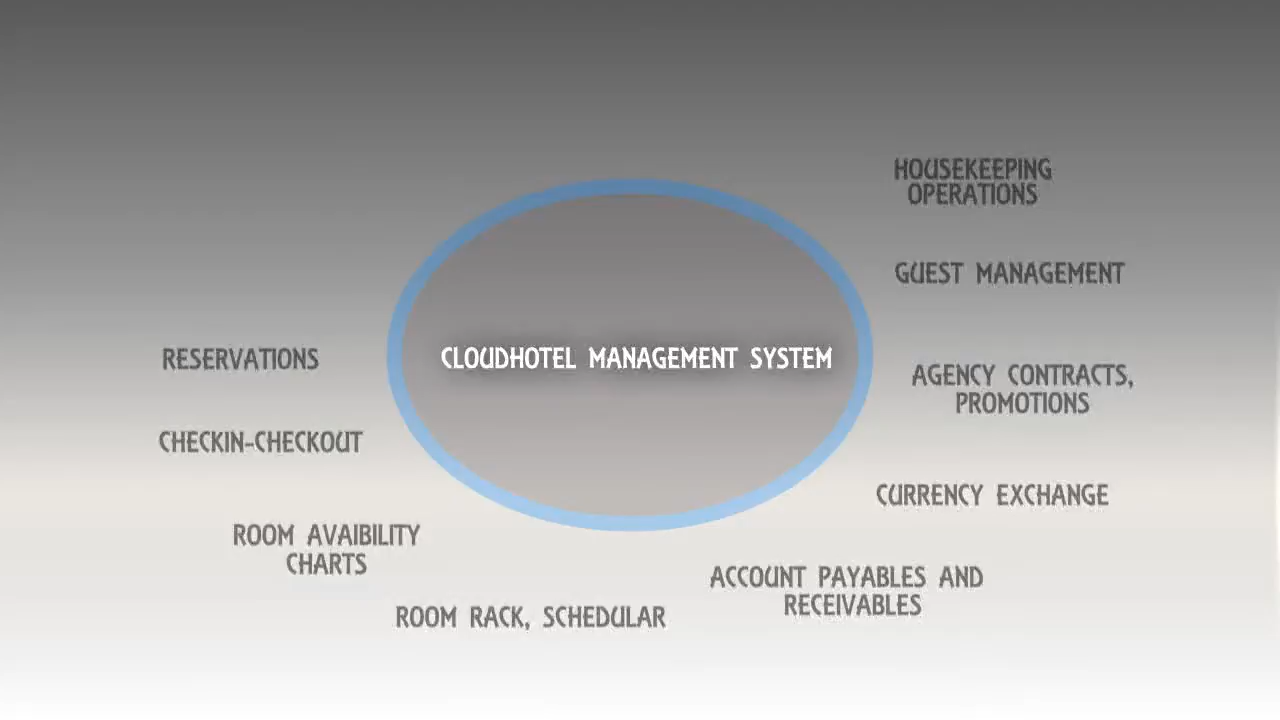 HOUSEKEEPING
OPERATIONS
GUEST MANAGEMENT
RESERVATIONS
CLOUDHOTEL MANAGEMENT SYSTEM
AGENCY CONTRACTS,
PROMOTIONS
CHECKIN-CHECKOUT
CURRENCY EXCHANGE
ROOM AVAIBILITY
CHARTS
ACCOUNT PAYABLES AND
RECEIVABLES
ROOM RACK, SCHEDULAR